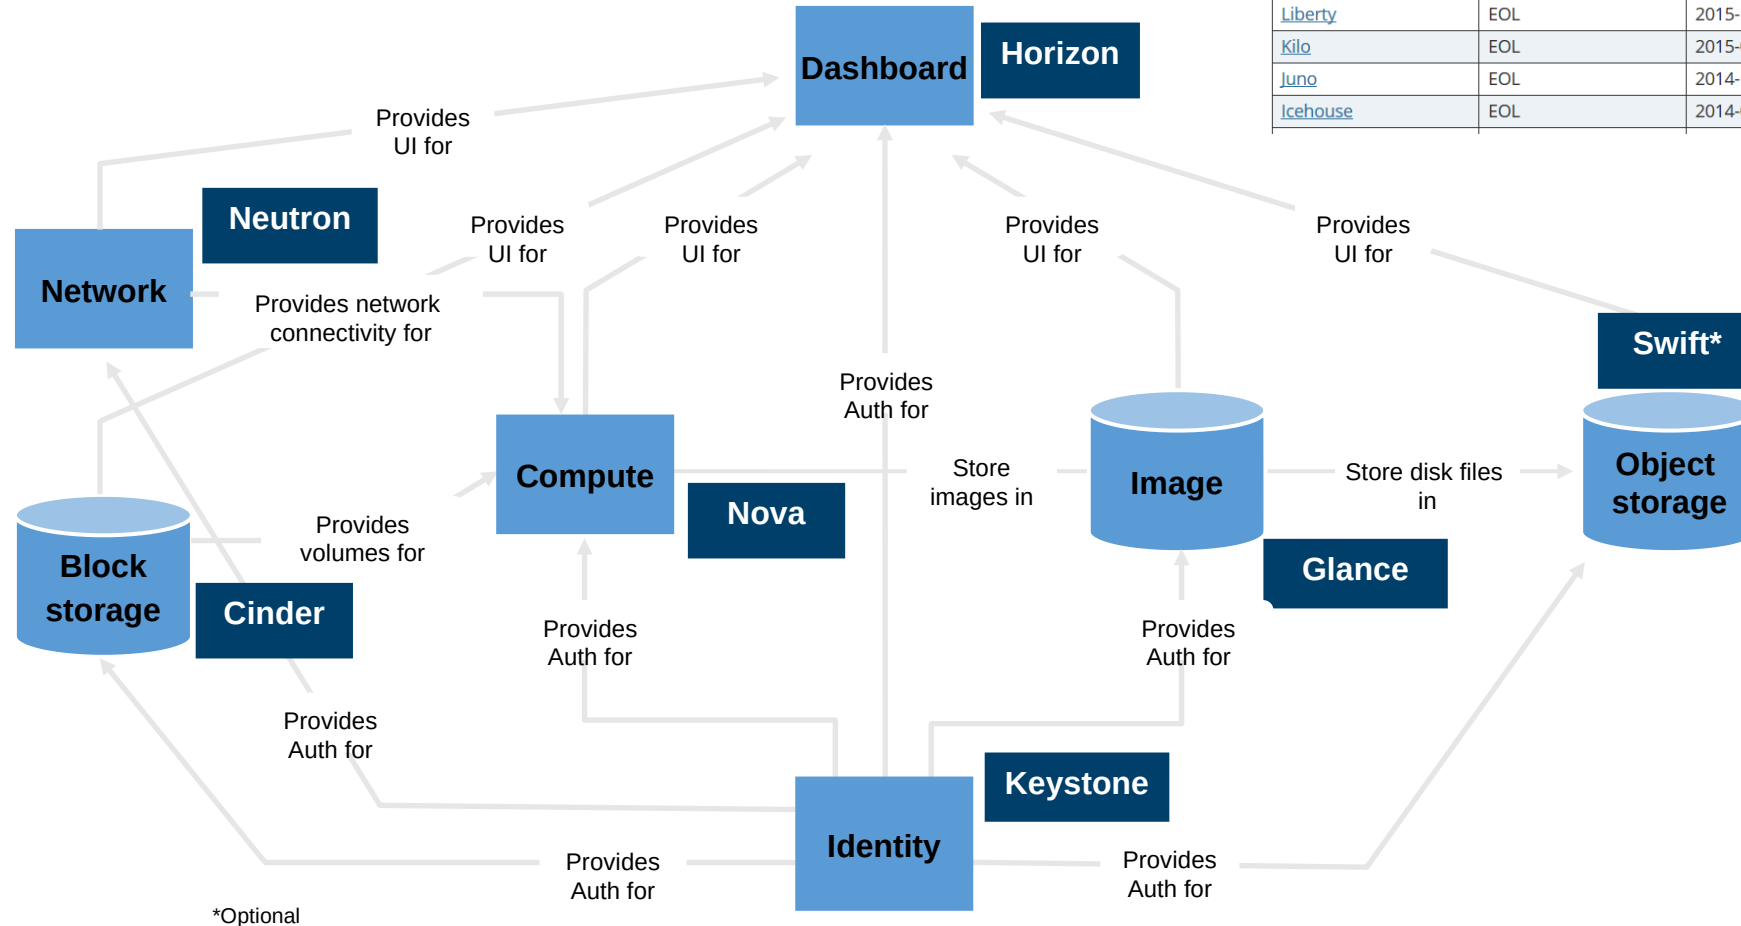 Liberty EOL 2015-
Kilo EOL 2015-
Juno EOL 2014-
Icehouse EOL 2014-
Dashboard
Horizon
Provides
UI for
Neutron
Provides
UI for
Provides
UI for
Provides
UI for
Provides
UI for
Network
Provides network
connectivity for
Swift*
Provides
Auth for
Compute
Store
images in
Image
Store disk files
in
Object
storage
Nova
Provides
volumes for
Block
storage
Cinder
Glance
Provides
Auth for
Provides
Auth for
Provides
Auth for
Keystone
Identity
Provides
Auth for
Provides
Auth for
*Optional